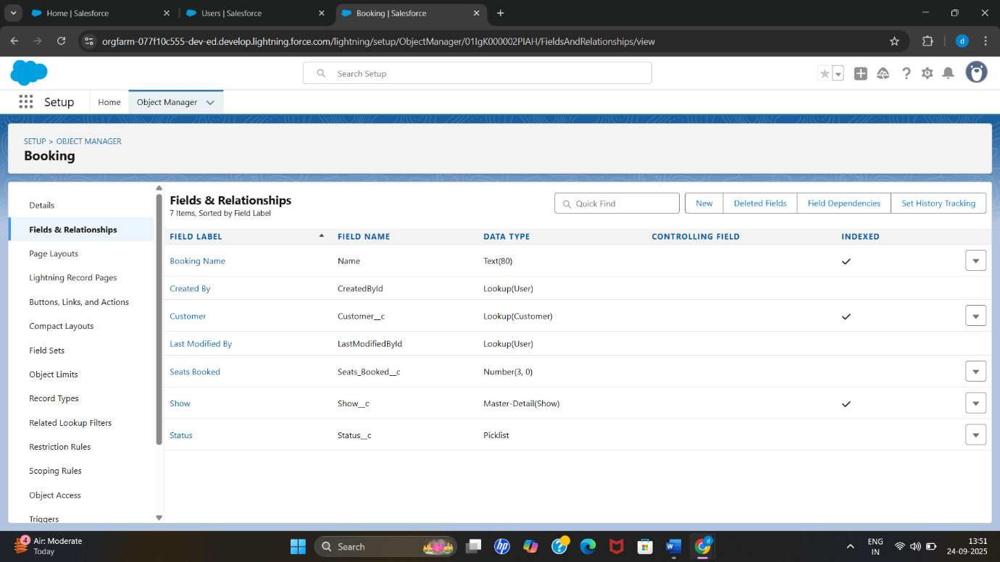 Home | Salesforce
Users | Salesforce
Booking | Salesforce
orgfarm-077f10c555-dev-ed.develop.lightning.force.com/lightning/setup/ObjectManager/01IgK000002PIAH/FieldsAndRelationships/view
d
Search Setup
Setup
Home
Object Manager
SETUP > OBJECT MANAGER
Booking
Details
Fields & Relationships
Page Layouts
Lightning Record Pages
Buttons, Links, and Actions
Compact Layouts
Field Sets
Object Limits
Record Types
Related Lookup Filters
Restriction Rules
Scoping Rules
Object Access
Triggers
Fields & Relationships
7 Items, Sorted by Field Label
Quick Find
New
Deleted Fields
Field Dependencies
Set History Tracking
FIELD LABEL FIELD NAME DATA TYPE CONTROLLING FIELD INDEXED
Booking Name Name Text(80)
Created By CreatedById Lookup(User)
Customer Customer__c Lookup(Customer)
Last Modified By LastModifiedById Lookup(User)
Seats Booked Seats_Booked__c Number(3, 0)
Show Show__c Master-Detail(Show)
Status Status__c Picklist
4
Air: Moderate
Today
Search
hp
W
d
ENG
IN
13:51
24-09-2025